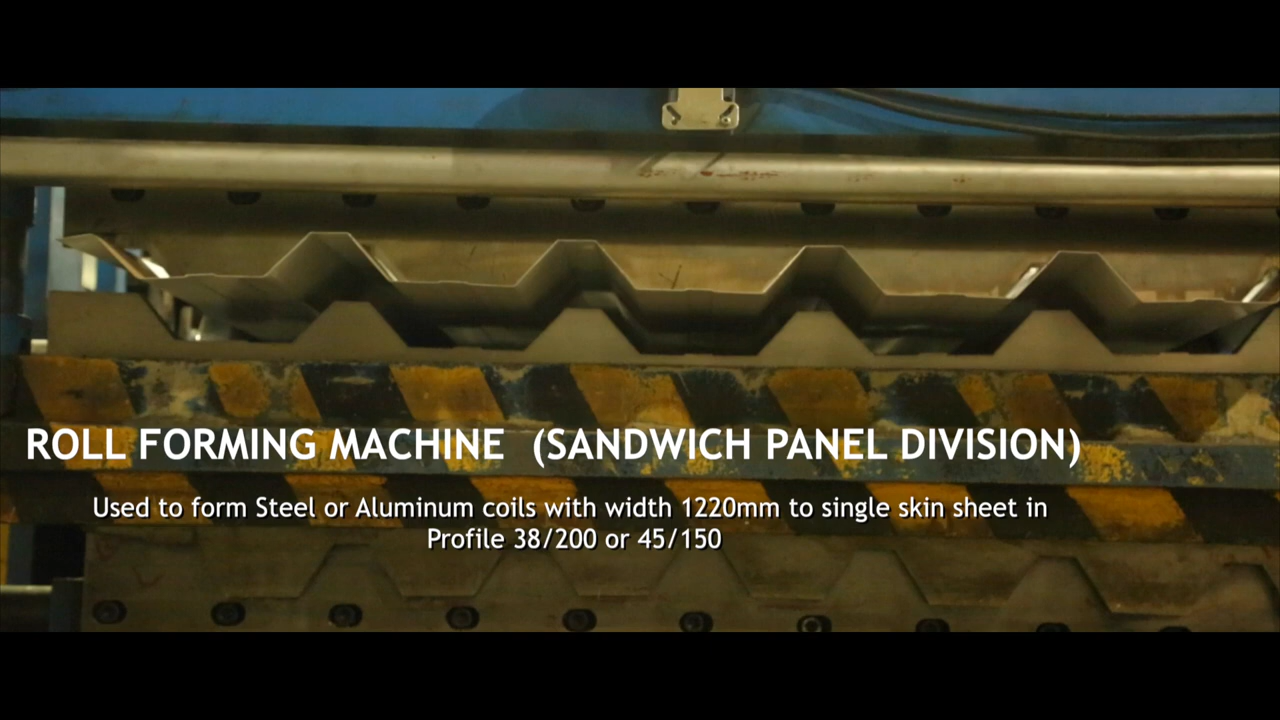 ROLL FORMING MACHINE (SANDWICH PANEL DIVISION)
Used to form Steel or Aluminum coils with width 1220mm to single skin sheet in
Profile 38/200 or 45/150